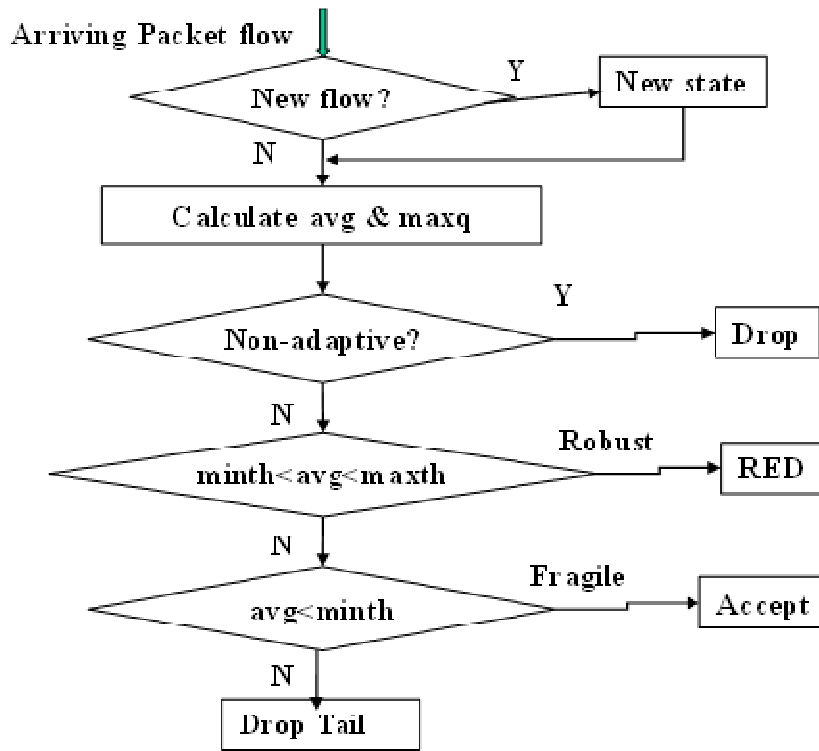 Arriving Packet flow
New flow?
Y
New state
N
Calculate avg & maxq
Non-adaptive?
Y
Drop
N
minth<avg<maxth
Robust
RED
N
avg<minth
Fragile
Accept
N
Drop Tail